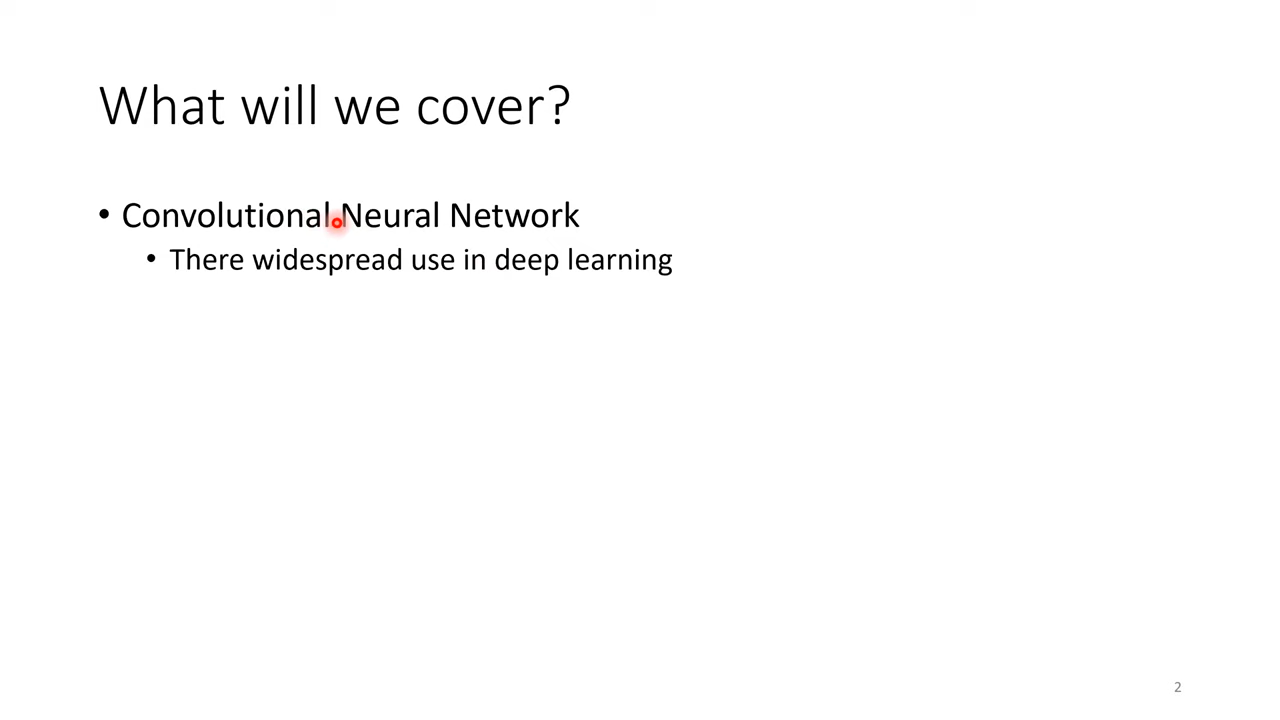 What will we cover?
• Convolutional Neural Network
• There widespread use in deep learning
2